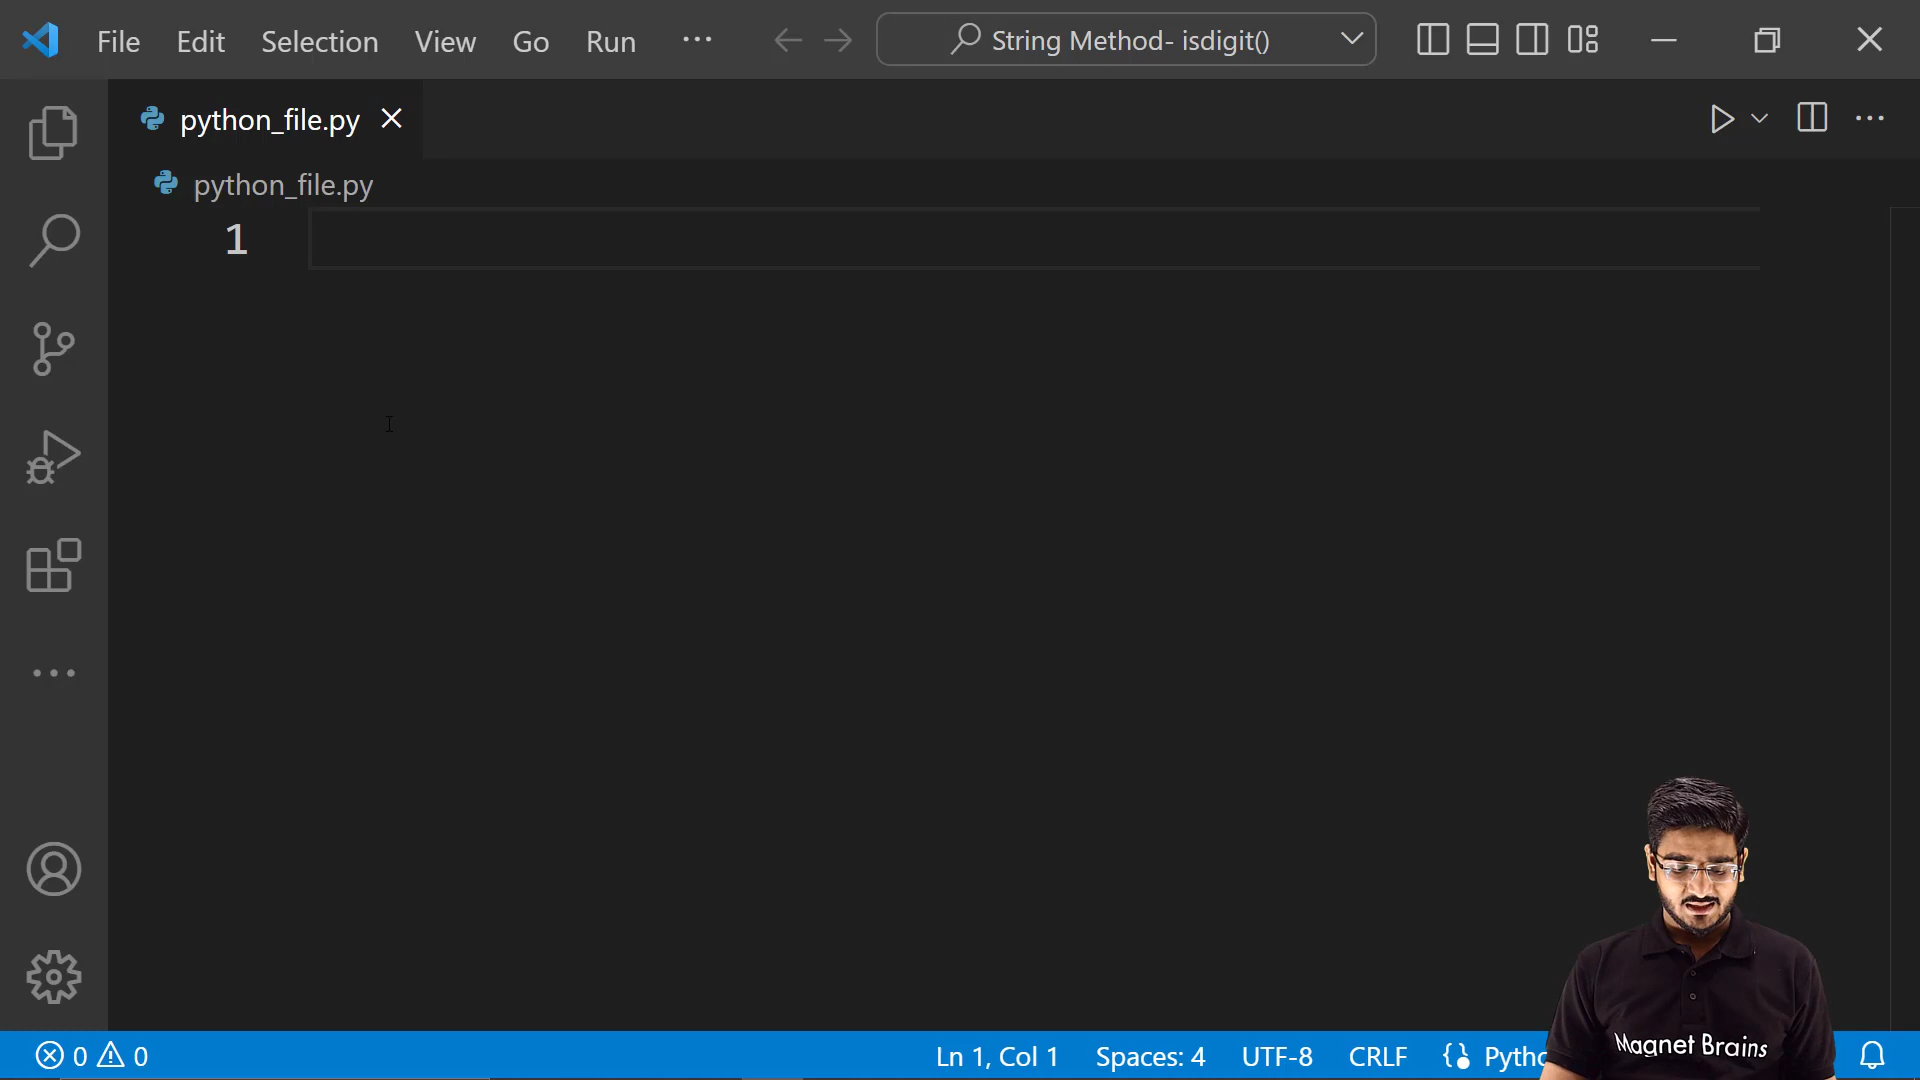 File Edit Selection View Go Run ··· String Method- isdigit()
python_file.py
python_file.py
1
0 0 Ln 1, Col 1 Spaces: 4 UTF-8 CRLF
Magnet Brains